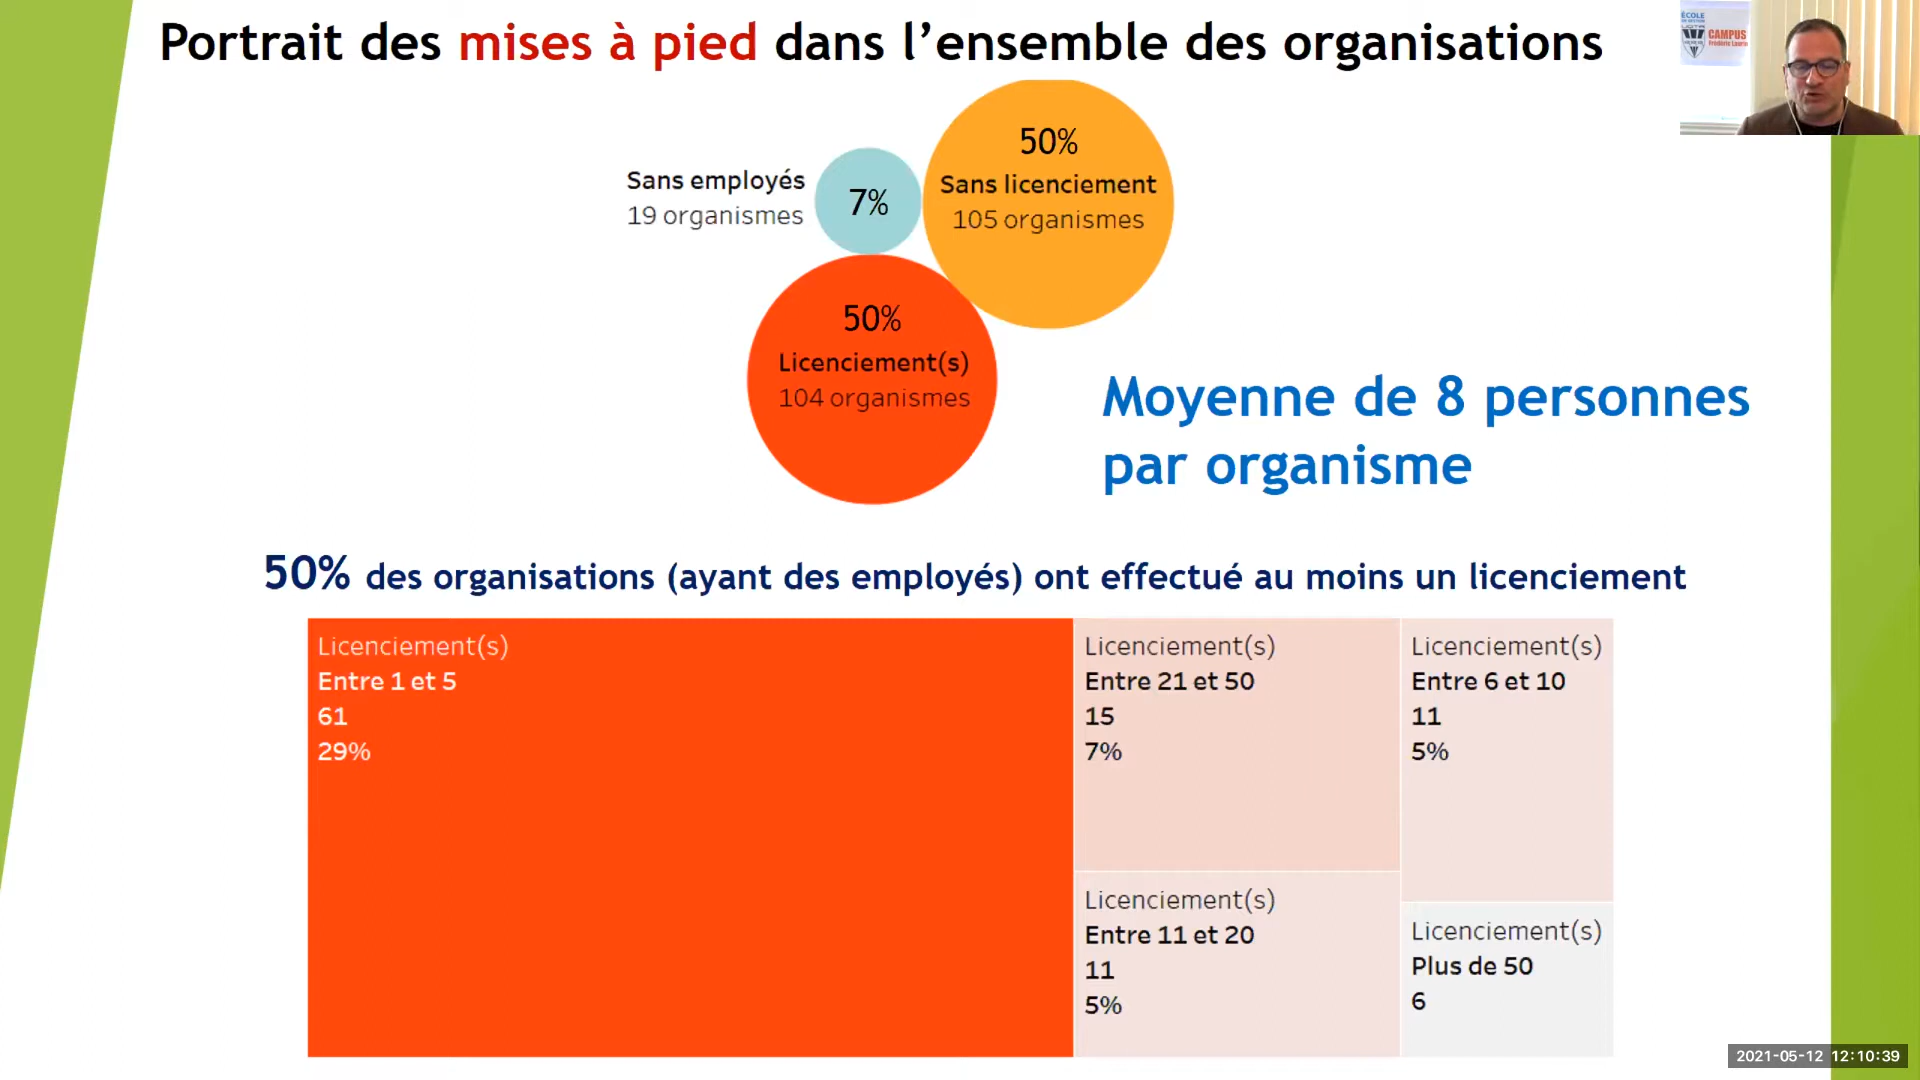 Portrait des mises à pied dans l’ensemble des organisations
ÉCOLE
CAMPUS
50%
Sans licenciement
105 organismes
Sans employés
19 organismes
7%
50%
Licenciement(s)
104 organismes
Moyenne de 8 personnes
par organisme
50% des organisations (ayant des employés) ont effectué au moins un licenciement
Licenciement(s)
Entre 1 et 5
61
29%
Licenciement(s)
Entre 21 et 50
15
7%
Licenciement(s)
Entre 6 et 10
11
5%
Licenciement(s)
Entre 11 et 20
11
5%
Licenciement(s)
Plus de 50
6
2021-05-12 12:10:39